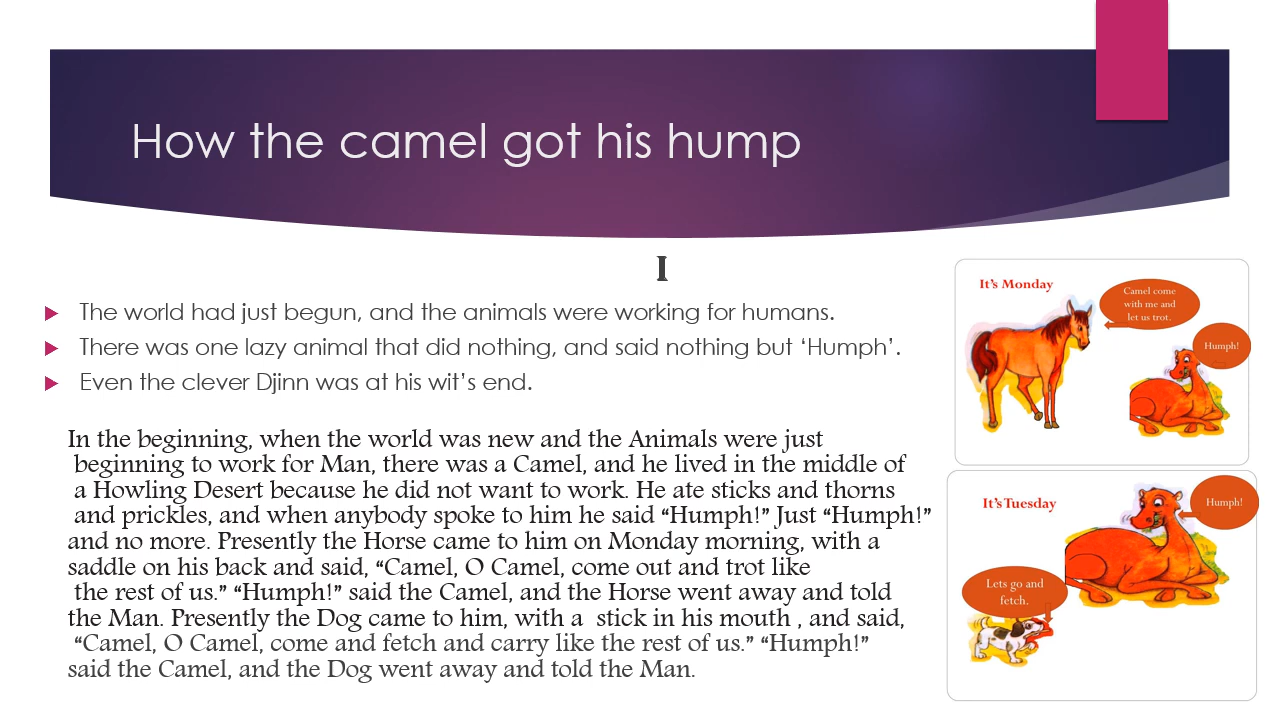 How the camel got his hump
I
The world had just begun, and the animals were working for humans.
There was one lazy animal that did nothing, and said nothing but ‘Humph’.
Even the clever Djinn was at his wit’s end.
In the beginning, when the world was new and the Animals were just
beginning to work for Man, there was a Camel, and he lived in the middle of
a Howling Desert because he did not want to work. He ate sticks and thorns
and prickles, and when anybody spoke to him he said “Humph!” Just “Humph!”
and no more. Presently the Horse came to him on Monday morning, with a
saddle on his back and said, “Camel, O Camel, come out and trot like
the rest of us.” “Humph!” said the Camel, and the Horse went away and told
the Man. Presently the Dog came to him, with a stick in his mouth , and said,
“Camel, O Camel, come and fetch and carry like the rest of us.” “Humph!”
said the Camel, and the Dog went away and told the Man.
It’s Monday
Camel come
with me and
let us trot.
Humph!
It’s Tuesday
Humph!
Lets go and
fetch.